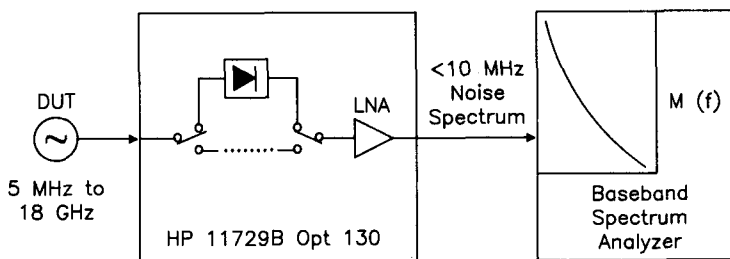 DUT
5 MHz to
18 GHz
LNA
HP 11729B Opt 130
<10 MHz
Noise
Spectrum
M (f)
Baseband
Spectrum
Analyzer